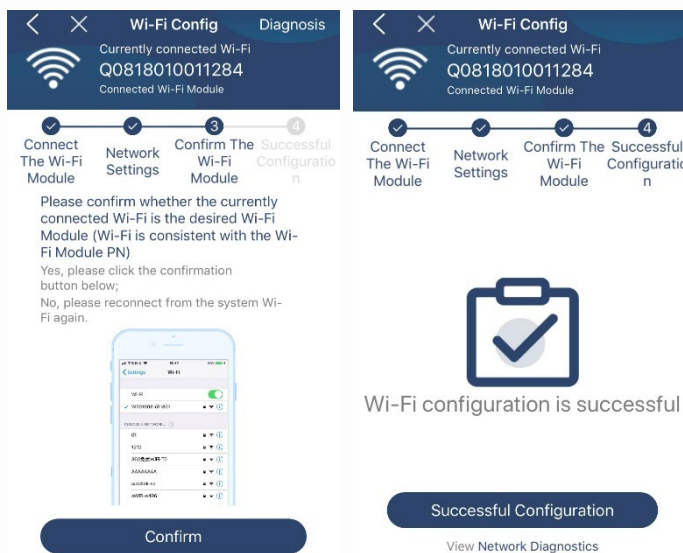 Wi-Fi Config
Diagnosis
Currently connected Wi-Fi
Q0818010011284
Connected Wi-Fi Module
3
4
Connect
The Wi-Fi
Module
Network
Settings
Confirm The
Wi-Fi
Module
Successful
Configuratio
n
Please confirm whether the currently
connected Wi-Fi is the desired Wi-Fi
Module (Wi-Fi is consistent with the Wi-
Fi Module PN)
Yes, please click the confirmation
button below;
No, please reconnect from the system Wi-
Fi again.
Settings
Wi-Fi
Wi-Fi
Confirm
Wi-Fi Config
Currently connected Wi-Fi
Q0818010011284
Connected Wi-Fi Module
4
Connect
The Wi-Fi
Module
Network
Settings
Confirm The
Wi-Fi
Module
Successful
Configuratio
n
Wi-Fi configuration is successful
Successful Configuration
View Network Diagnostics